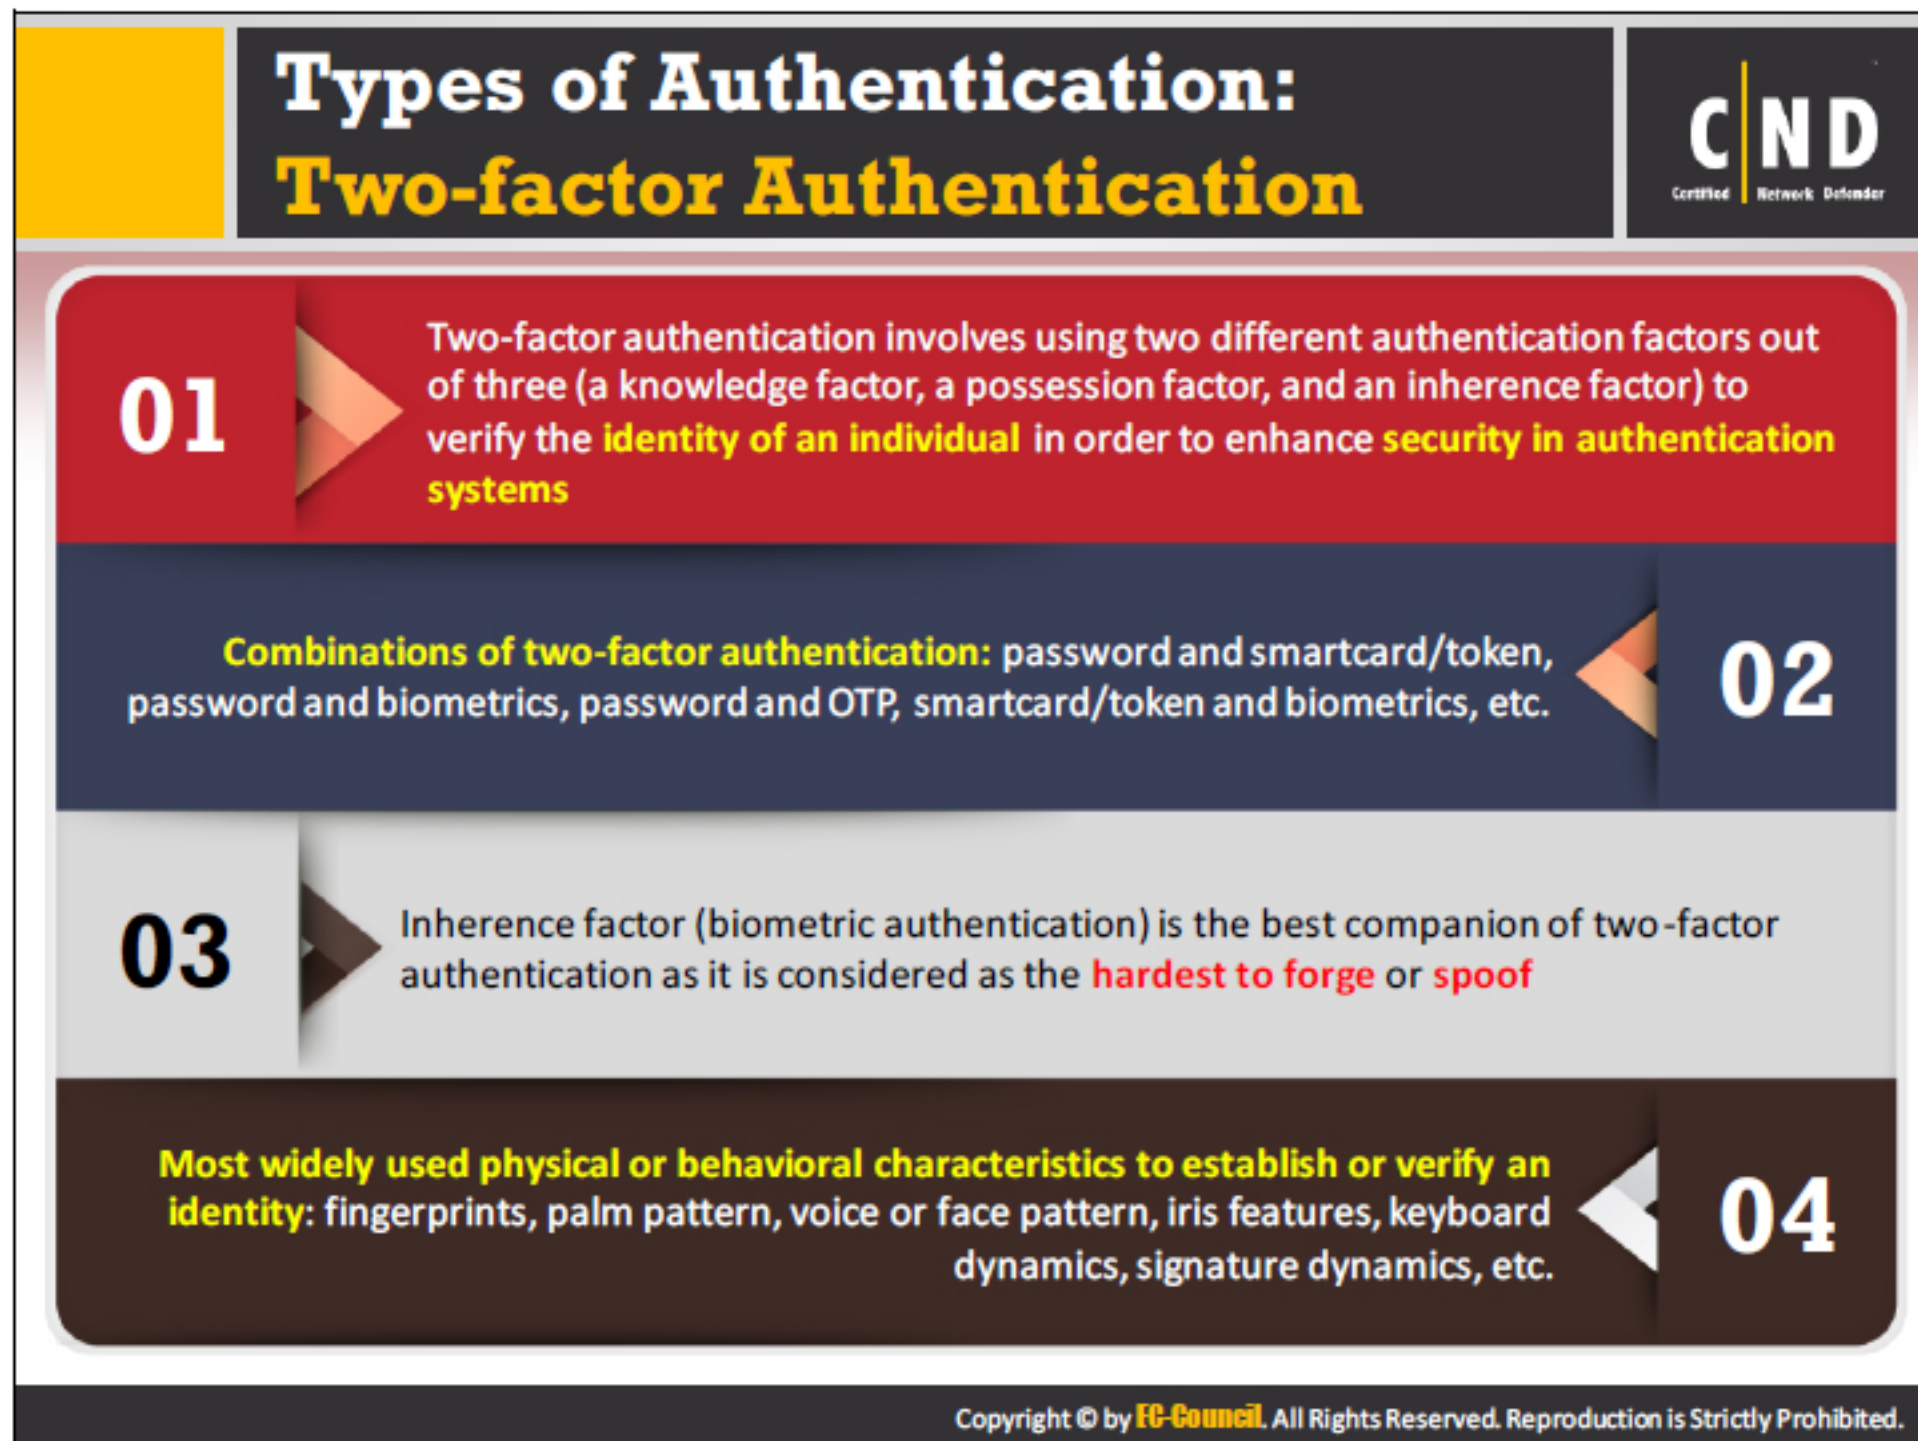 Types of Authentication:
Two-factor Authentication
C|ND
Certified Network Defender
01
Two-factor authentication involves using two different authentication factors out
of three (a knowledge factor, a possession factor, and an inherence factor) to
verify the identity of an individual in order to enhance security in authentication
systems
Combinations of two-factor authentication: password and smartcard/token,
password and biometrics, password and OTP, smartcard/token and biometrics, etc.
02
03
Inherence factor (biometric authentication) is the best companion of two-factor
authentication as it is considered as the hardest to forge or spoof
Most widely used physical or behavioral characteristics to establish or verify an
identity: fingerprints, palm pattern, voice or face pattern, iris features, keyboard
dynamics, signature dynamics, etc.
04
Copyright © by EC-Council. All Rights Reserved. Reproduction is Strictly Prohibited.